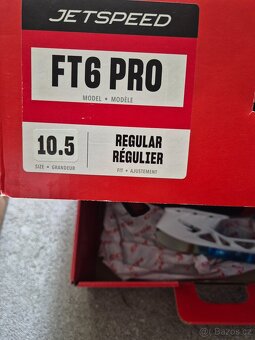 JETSPEED
FT6 PRO
MODEL • MODÈLE
10.5
SIZE • GRANDEUR
REGULAR
RÉGULIER
FIT • AJUSTEMENT
Bazos.cz